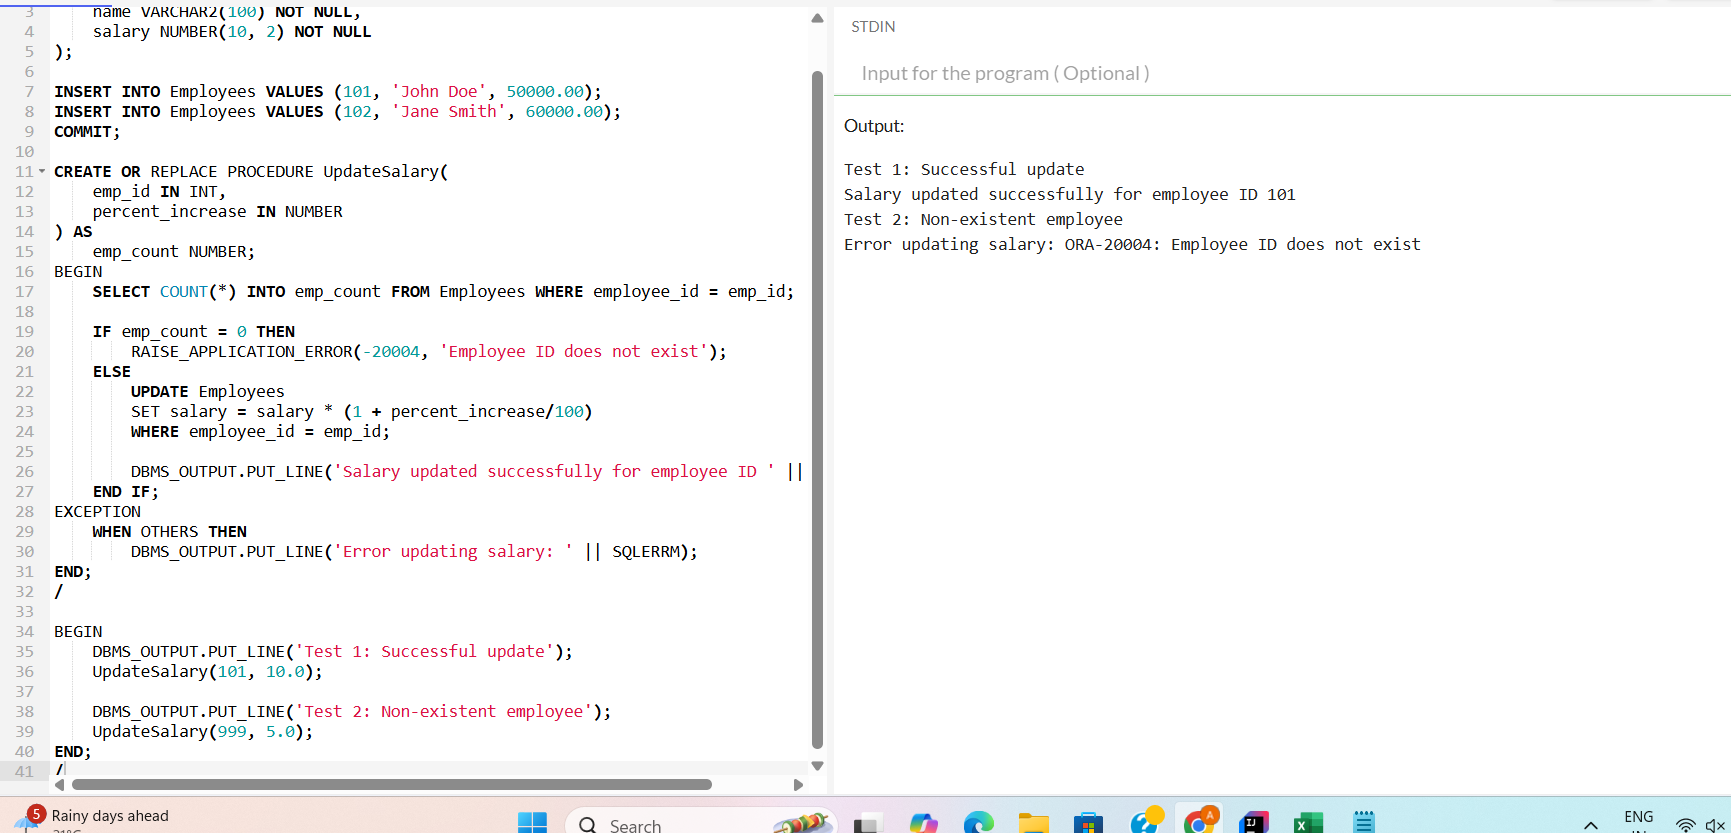 3 name VARCHAR2(100) NOT NULL,
4 salary NUMBER(10, 2) NOT NULL
5 );
6
7 INSERT INTO Employees VALUES (101, 'John Doe', 50000.00);
8 INSERT INTO Employees VALUES (102, 'Jane Smith', 60000.00);
9 COMMIT;
10
11 CREATE OR REPLACE PROCEDURE UpdateSalary(
12 emp_id IN INT,
13 percent_increase IN NUMBER
14 ) AS
15 emp_count NUMBER;
16 BEGIN
17 SELECT COUNT(*) INTO emp_count FROM Employees WHERE employee_id = emp_id;
18
19 IF emp_count = 0 THEN
20 RAISE_APPLICATION_ERROR(-20004, 'Employee ID does not exist');
21 ELSE
22 UPDATE Employees
23 SET salary = salary * (1 + percent_increase/100)
24 WHERE employee_id = emp_id;
25
26 DBMS_OUTPUT.PUT_LINE('Salary updated successfully for employee ID ' ||
27 END IF;
28 EXCEPTION
29 WHEN OTHERS THEN
30 DBMS_OUTPUT.PUT_LINE('Error updating salary: ' || SQLERRM);
31 END;
32 /
33
34 BEGIN
35 DBMS_OUTPUT.PUT_LINE('Test 1: Successful update');
36 UpdateSalary(101, 10.0);
37
38 DBMS_OUTPUT.PUT_LINE('Test 2: Non-existent employee');
39 UpdateSalary(999, 5.0);
40 END;
41 /
STDIN
Input for the program ( Optional )
Output:
Test 1: Successful update
Salary updated successfully for employee ID 101
Test 2: Non-existent employee
Error updating salary: ORA-20004: Employee ID does not exist
5
Rainy days ahead
Search
A
IJ
X
ENG